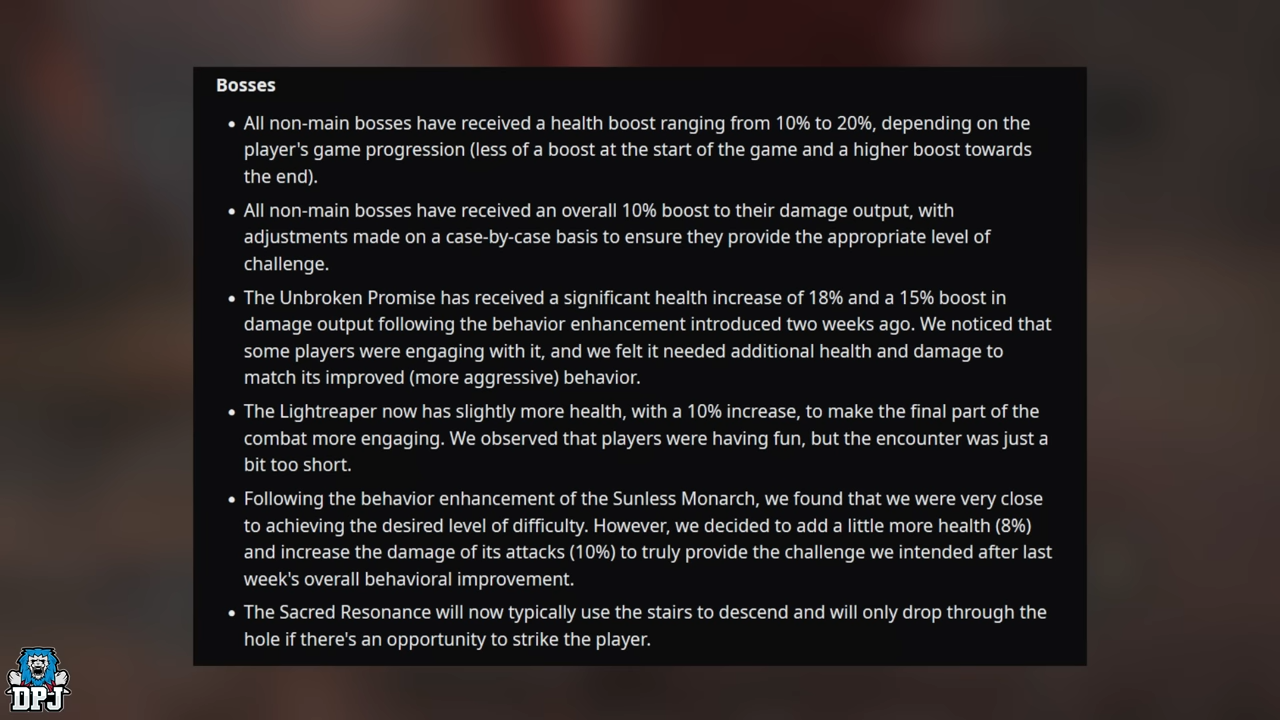 Bosses
• All non-main bosses have received a health boost ranging from 10% to 20%, depending on the
player's game progression (less of a boost at the start of the game and a higher boost towards
the end).
• All non-main bosses have received an overall 10% boost to their damage output, with
adjustments made on a case-by-case basis to ensure they provide the appropriate level of
challenge.
• The Unbroken Promise has received a significant health increase of 18% and a 15% boost in
damage output following the behavior enhancement introduced two weeks ago. We noticed that
some players were engaging with it, and we felt it needed additional health and damage to
match its improved (more aggressive) behavior.
• The Lightreaper now has slightly more health, with a 10% increase, to make the final part of the
combat more engaging. We observed that players were having fun, but the encounter was just a
bit too short.
• Following the behavior enhancement of the Sunless Monarch, we found that we were very close
to achieving the desired level of difficulty. However, we decided to add a little more health (8%)
and increase the damage of its attacks (10%) to truly provide the challenge we intended after last
week's overall behavioral improvement.
• The Sacred Resonance will now typically use the stairs to descend and will only drop through the
hole if there's an opportunity to strike the player.
DPJ